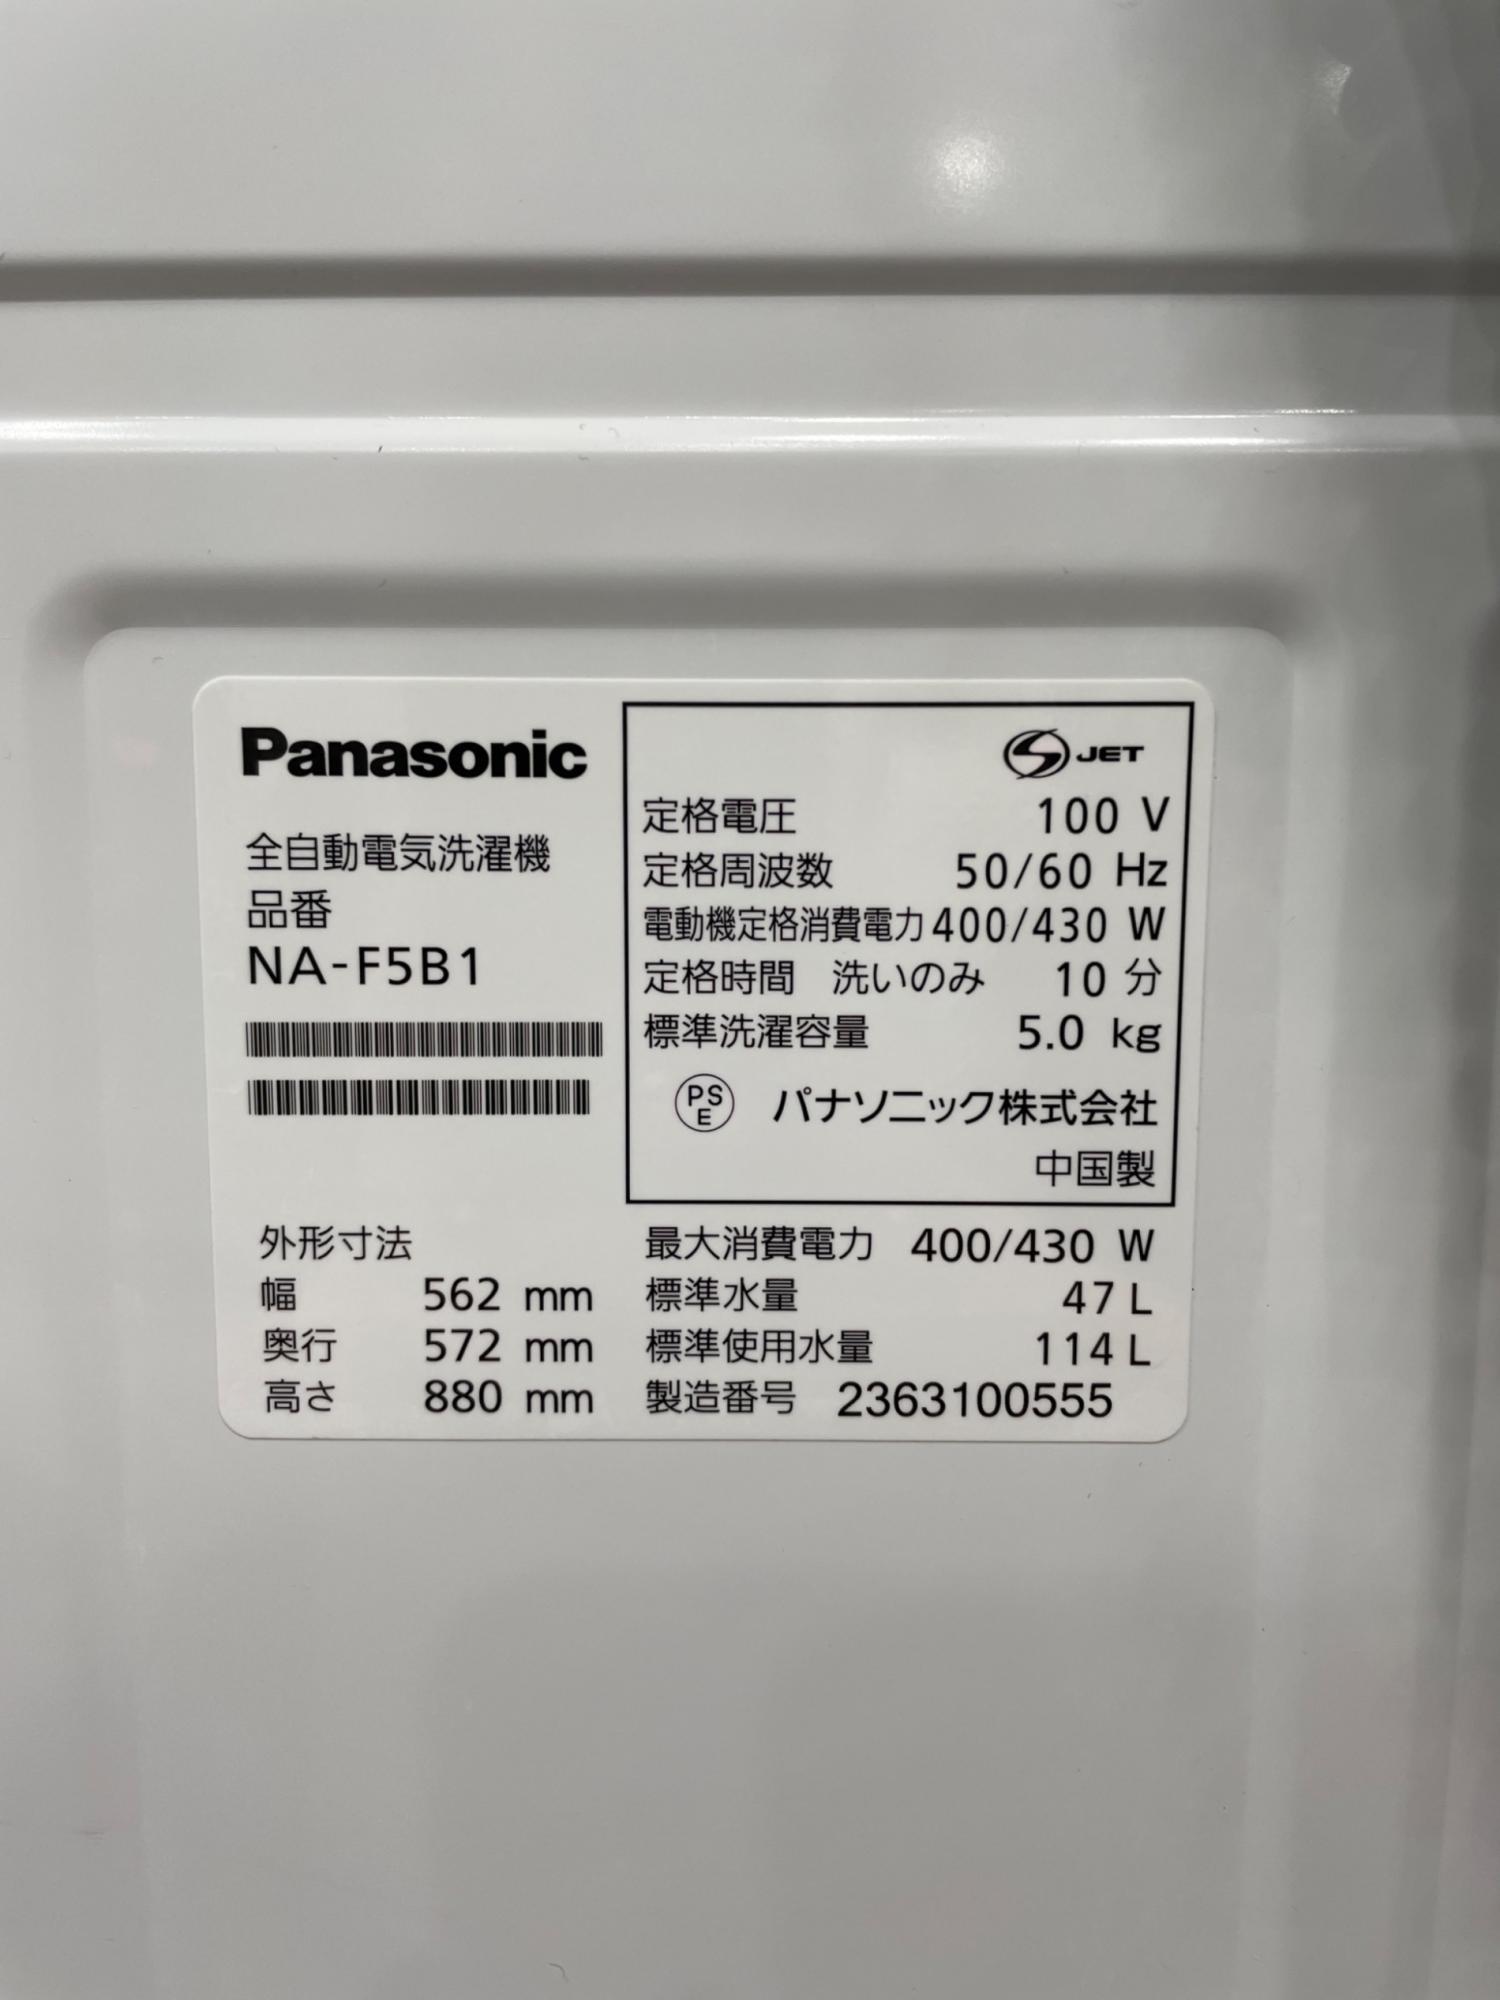 Panasonic
全自動電気洗濯機
品番
NA-F5B1
JET
定格電圧 100 V
定格周波数 50/60 Hz
電動機定格消費電力 400/430 W
定格時間 洗いのみ 10 分
標準洗濯容量 5.0 kg
PS
E
パナソニック株式会社
中国製
外形寸法
幅 562 mm
奥行 572 mm
高さ 880 mm
最大消費電力 400/430 W
標準水量 47 L
標準使用水量 114 L
製造番号 2363100555